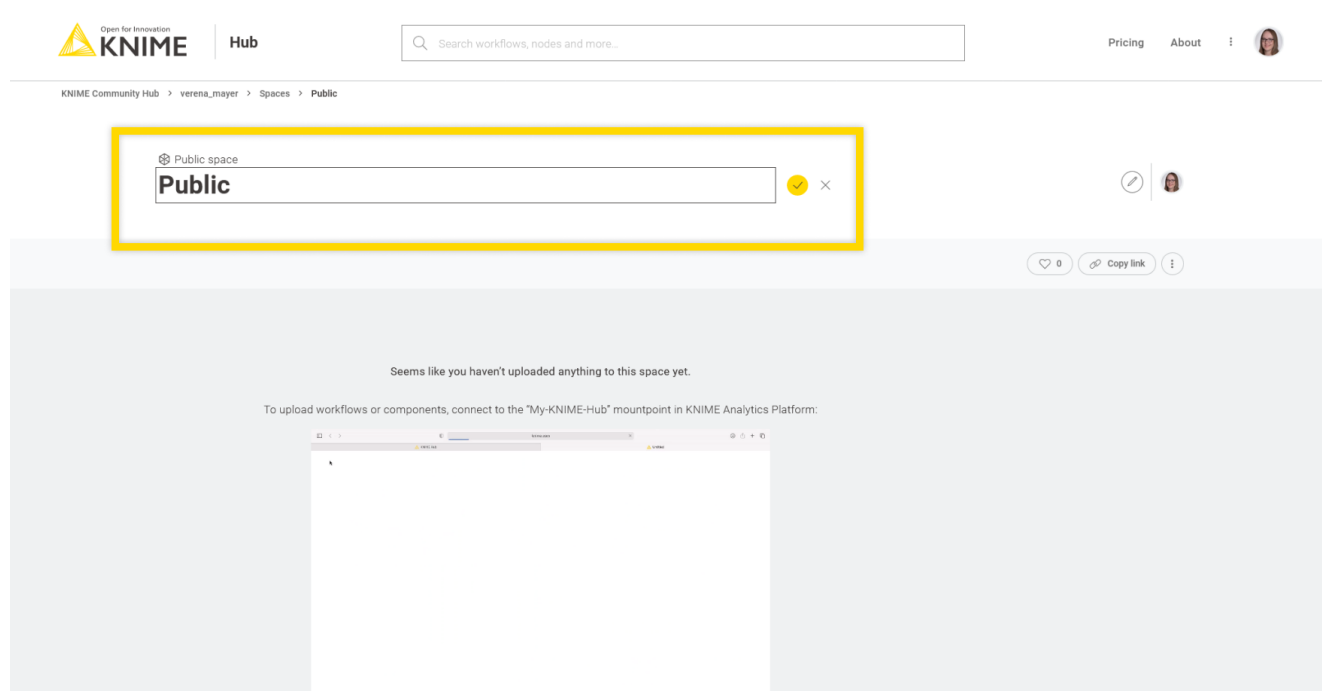 Open for Innovation
KNIME
Hub
Search workflows, nodes and more...
Pricing
About
KNIME Community Hub > verena_mayer > Spaces > Public
Public space
Public
0
Copy link
Seems like you haven't uploaded anything to this space yet.
To upload workflows or components, connect to the "My-KNIME-Hub" mountpoint in KNIME Analytics Platform: